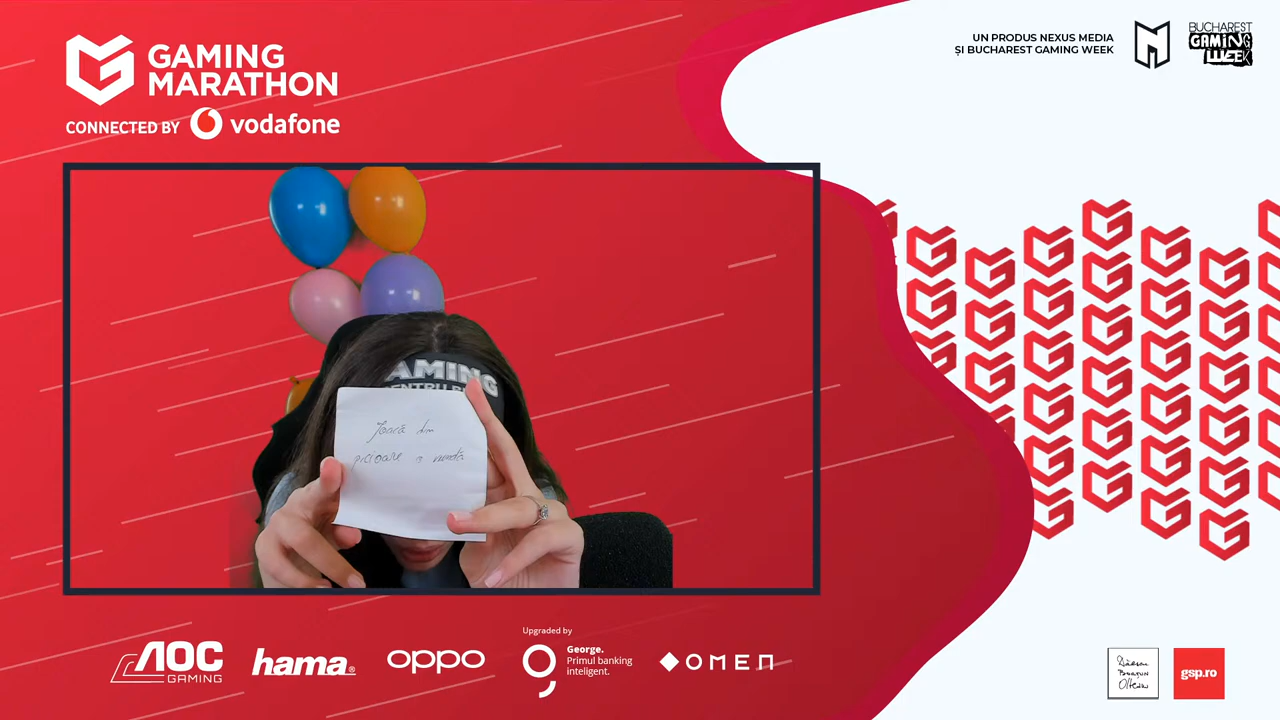 GAMING
MARATHON
CONNECTED BY vodafone
UN PRODUS NEXUS MEDIA
ȘI BUCHAREST GAMING WEEK
BUCHAREST
GAMING
WEEK
AMING
Joacă din
picioare o rundă
AOC
GAMING
hama®
oppo
Upgraded by
George.
Primul banking
inteligent.
OMEN
gsp.ro